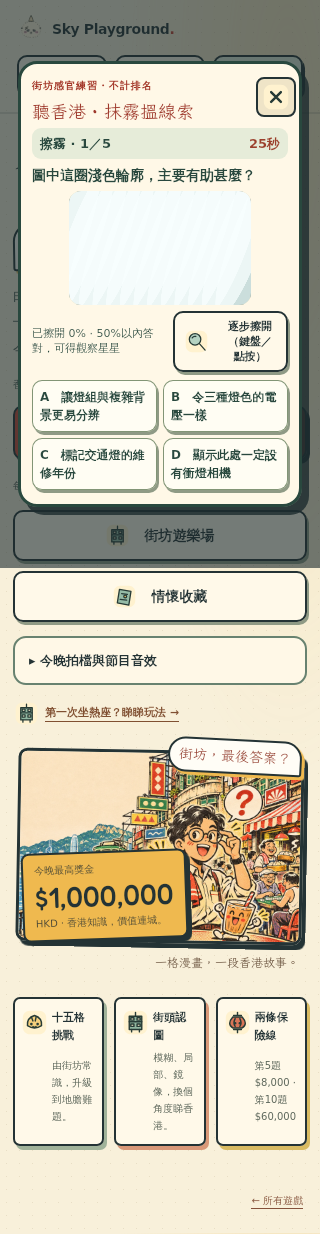 Sky Playground.
街坊感官練習・不計排名
聽香港・抹霧搵線索
擦霧・1／5
25秒
圖中這圈淺色輪廓，主要有助甚麼？
已擦開 0%・50%以內答
對，可得觀察星星
逐步擦開
（鍵盤／
點按）
A 讓燈組與複雜背
景更易分辨
B 令三種燈色的電
壓一樣
C 標記交通燈的維
修年份
D 顯示此處一定設
有衝燈相機
街坊遊樂場
情懷收藏
▸ 今晚拍檔與節目音效
第一次坐熱座？睇睇玩法 →
街坊，最後答案？
?
今晚最高獎金
$1,000,000
HKD・香港知識，價值連城。
一格漫畫，一段香港故事。
十五格
挑戰
由街坊常
識，升級
到地膽難
題。
街頭認
圖
模糊、局
部、鏡
像，換個
角度睇香
港。
兩條保
險線
第5題
$8,000・
第10題
$60,000
← 所有遊戲